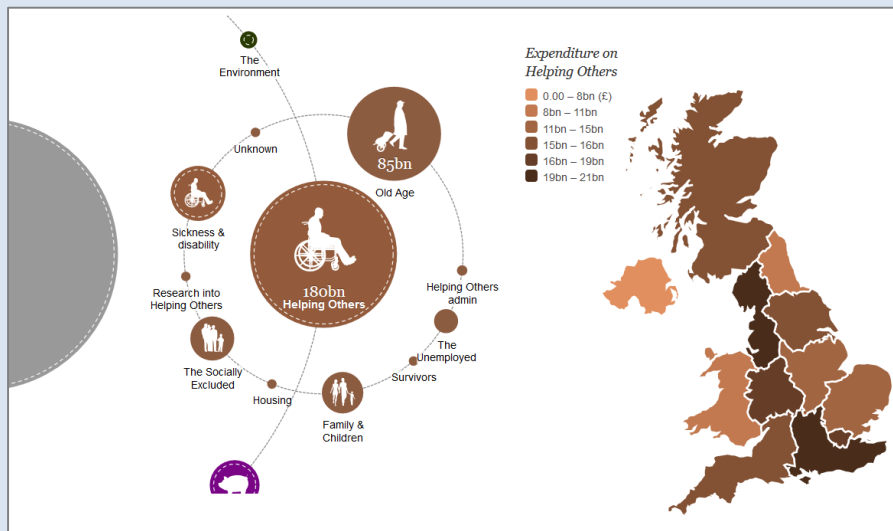 The
Environment
Unknown
85bn
Old Age
Sickness &
disability
180bn
Helping Others
Research into
Helping Others
Helping Others
admin
The Socially
Excluded
The
Unemployed
Survivors
Housing
Family &
Children
Expenditure on
Helping Others
0.00 – 8bn (£)
8bn – 11bn
11bn – 15bn
15bn – 16bn
16bn – 19bn
19bn – 21bn